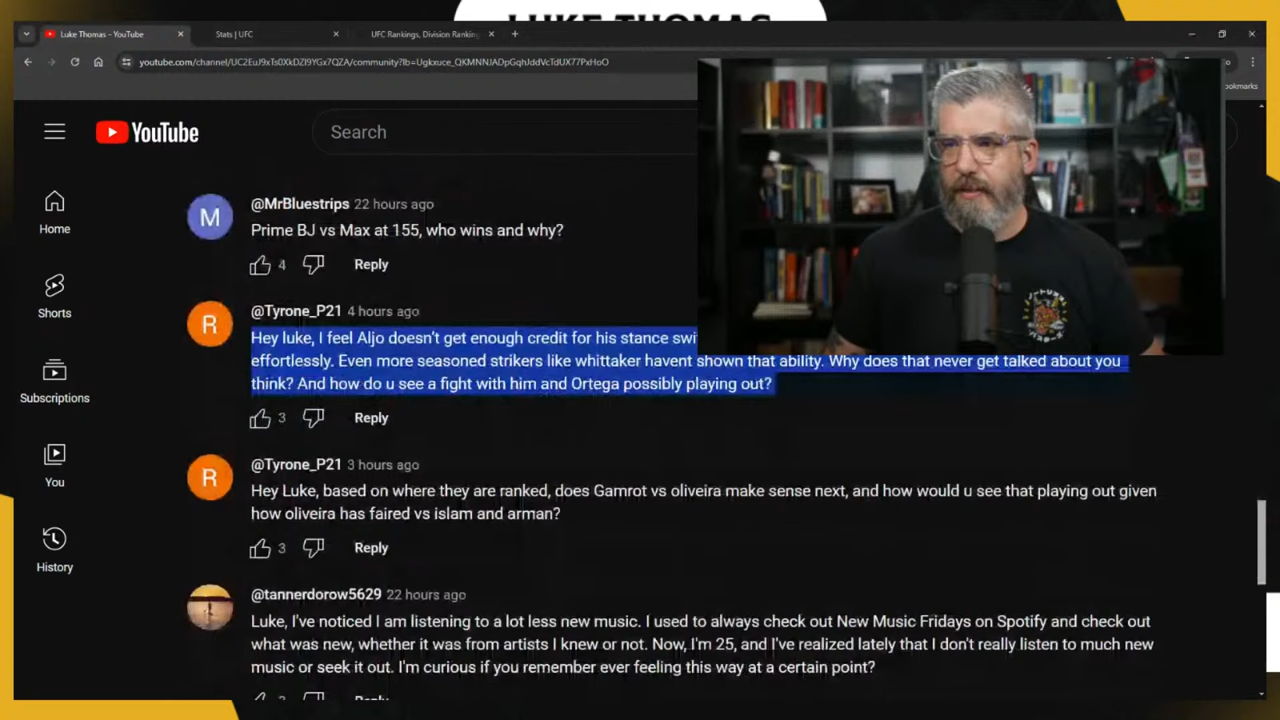 LUKE THOMAS
Luke Thomas - YouTube
Stats | UFC
UFC Rankings, Division Ranking
youtube.com/channel/
ookmarks
YouTube
Search
Home
Shorts
Subscriptions
You
History
M
@MrBluestrips 22 hours ago
Prime BJ vs Max at 155, who wins and why?
4 Reply
R
@Tyrone_P21 4 hours ago
Hey luke, I feel Aljo doesn't get enough credit for his stance swi
effortlessly. Even more seasoned strikers like whittaker havent shown that ability. Why does that never get talked about you
think? And how do u see a fight with him and Ortega possibly playing out?
3 Reply
R
@Tyrone_P21 3 hours ago
Hey Luke, based on where they are ranked, does Gamrot vs oliveira make sense next, and how would u see that playing out given
how oliveira has faired vs islam and arman?
3 Reply
@tannerdorow5629 22 hours ago
Luke, I've noticed I am listening to a lot less new music. I used to always check out New Music Fridays on Spotify and check out
what was new, whether it was from artists I knew or not. Now, I'm 25, and I've realized lately that I don't really listen to much new
music or seek it out. I'm curious if you remember ever feeling this way at a certain point?
Reply